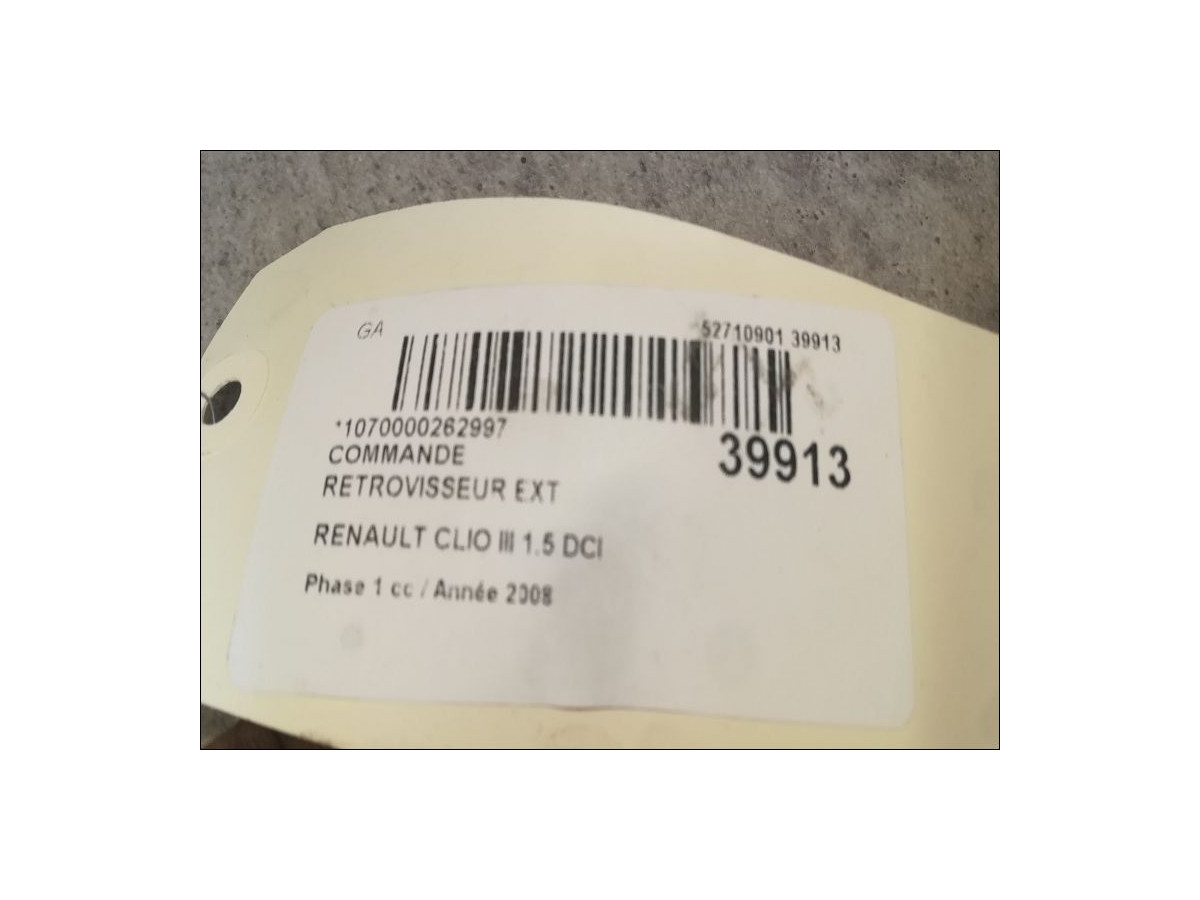 GA
52710901 39913
*1070000262997
39913
COMMANDE
RETROVISSEUR EXT
RENAULT CLIO III 1.5 DCI
Phase 1 cc / Année 2008